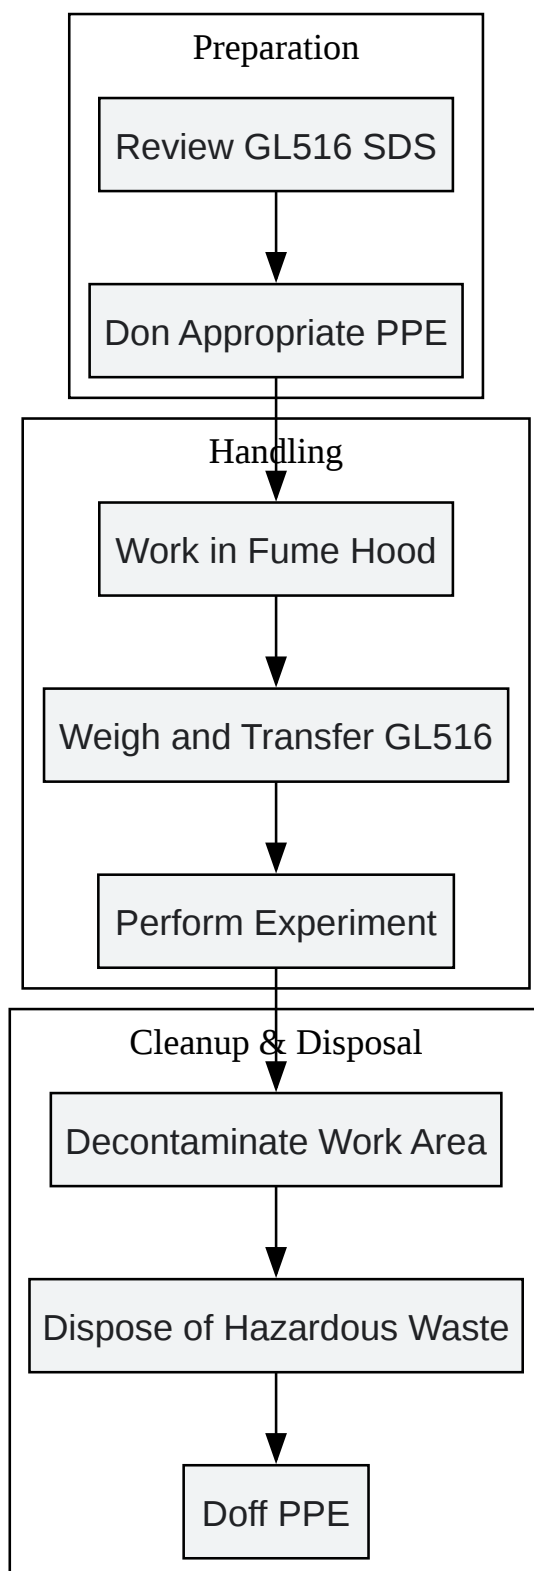 Preparation
Review GL516 SDS
Don Appropriate PPE
Handling
Work in Fume Hood
Weigh and Transfer GL516
Perform Experiment
Cleanup & Disposal
Decontaminate Work Area
Dispose of Hazardous Waste
Doff PPE